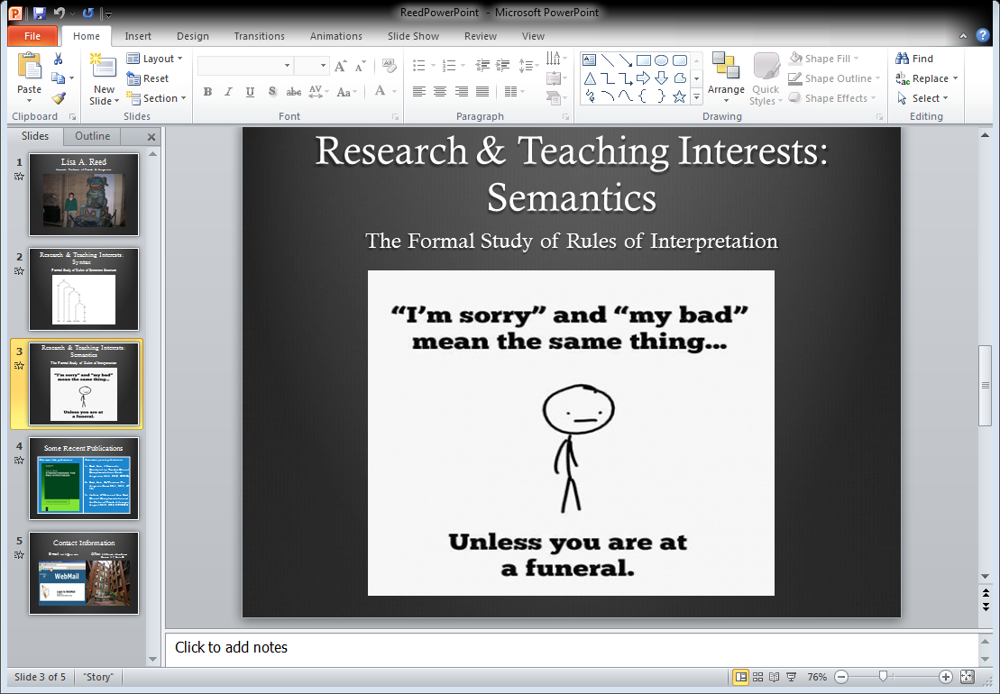 ReedPowerPoint - Microsoft PowerPoint
File Home Insert Design Transitions Animations Slide Show Review View
Paste
Clipboard
New Slide
Layout
Reset
Section
Slides
B I U S abc AV Aa A
Font
Paragraph
Arrange
Quick Styles
Shape Fill
Shape Outline
Shape Effects
Drawing
Find
Replace
Select
Editing
Slides Outline
1
Lisa A. Reed
2
Research & Teaching Interests:
Syntax
3
Research & Teaching Interests:
Semantics
The Formal Study of Rules of Interpretation
“I’m sorry” and “my bad”
mean the same thing...
Unless you are at
a funeral.
4
Some Recent Publications
5
Contact Information
WebMail
Research & Teaching Interests:
Semantics
The Formal Study of Rules of Interpretation
“I’m sorry” and “my bad”
mean the same thing...
Unless you are at
a funeral.
Click to add notes
Slide 3 of 5 "Story" 76%